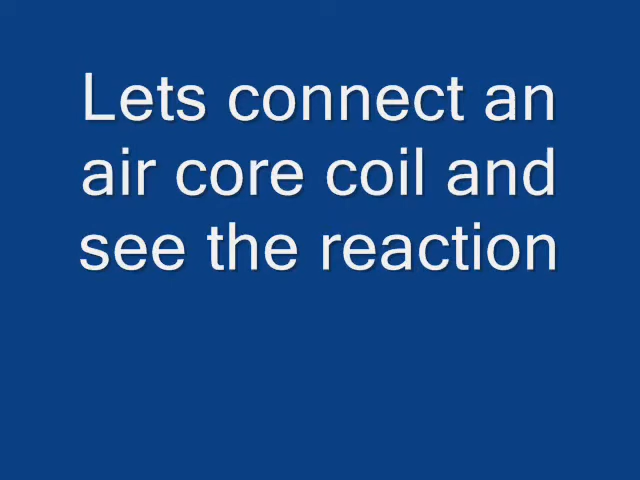 Lets connect an
air core coil and
see the reaction